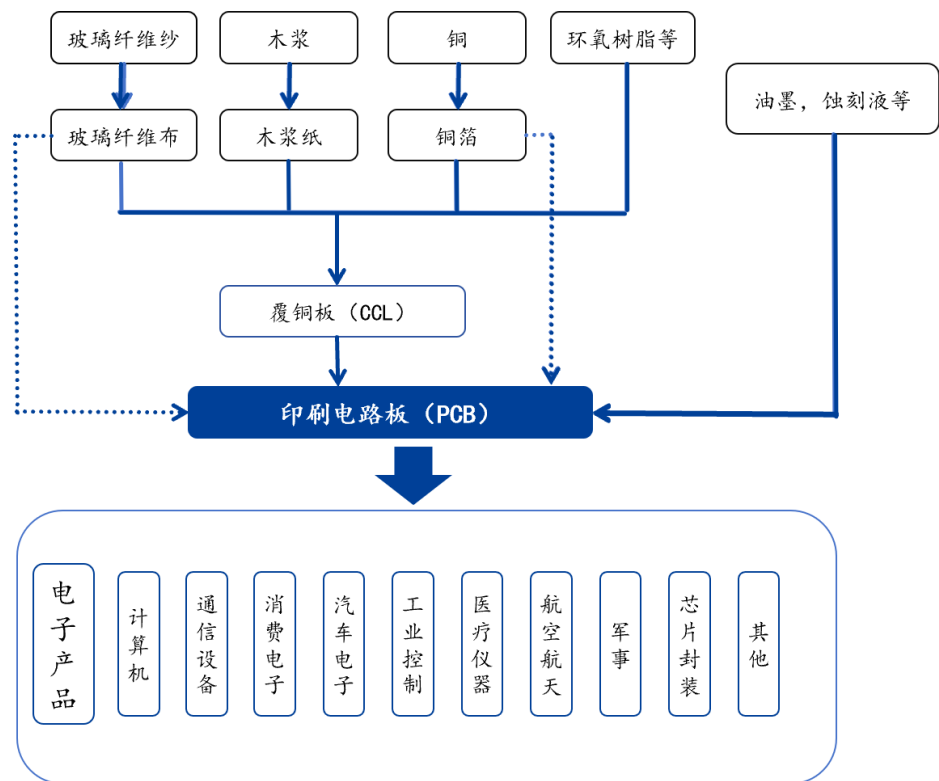 玻璃纤维纱
木浆
铜
环氧树脂等
油墨，蚀刻液等
玻璃纤维布
木浆纸
铜箔
覆铜板（CCL）
印刷电路板（PCB）
电子产品
计算机
通信设备
消费电子
汽车电子
工业控制
医疗仪器
航空航天
军事
芯片封装
其他